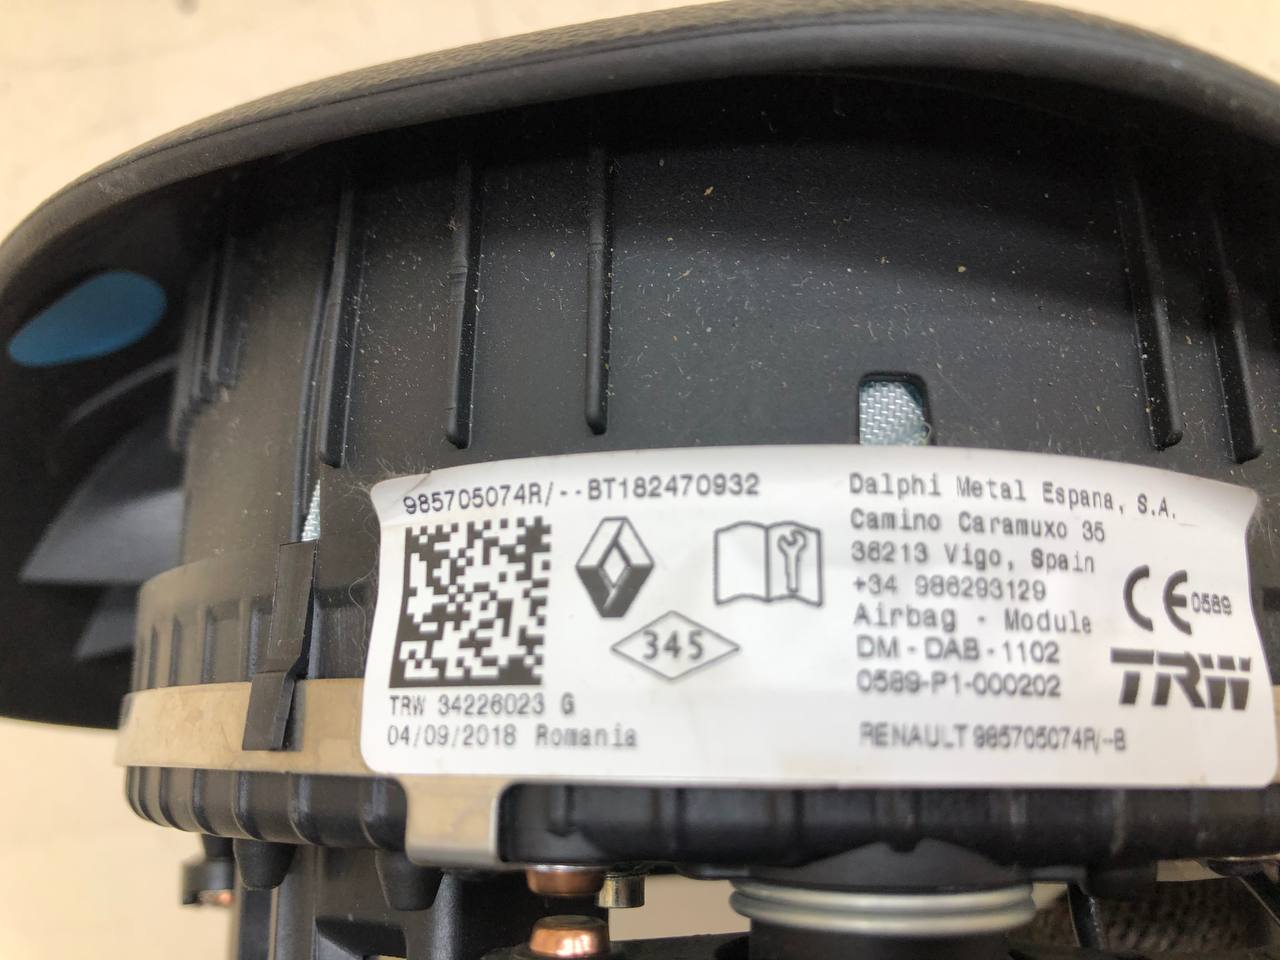 985705074R/--BT182470932
345
TRW 34226023 G
04/09/2018 Romania
Dalphi Metal Espana, S.A.
Camino Caramuxo 35
36213 Vigo, Spain
+34 986293129
Airbag - Module
DM-DAB-1102
0589-P1-000202
RENAULT 985705074R/--B
CE 0589
TRW